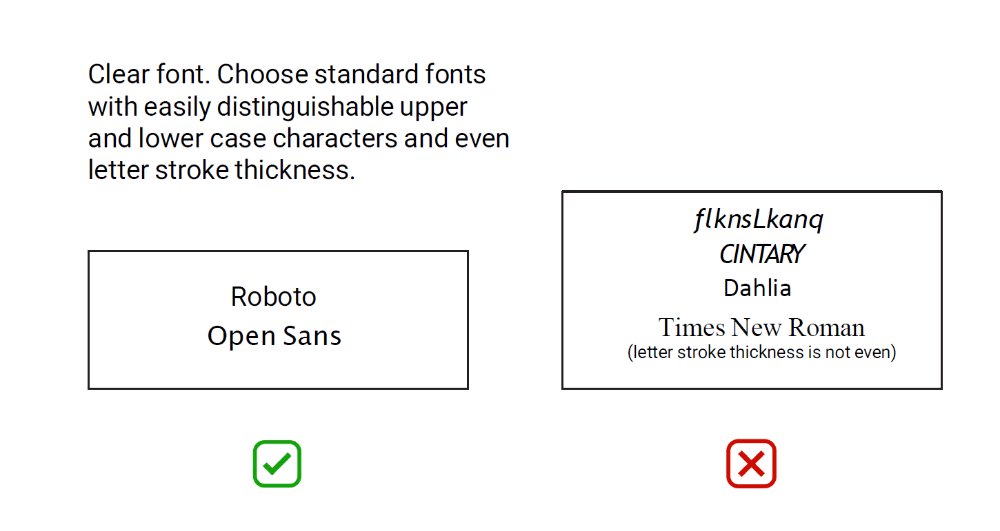 Clear font. Choose standard fonts
with easily distinguishable upper
and lower case characters and even
letter stroke thickness.
Roboto
Open Sans
flknsLkanq
CINTARY
Dahlia
Times New Roman
(letter stroke thickness is not even)